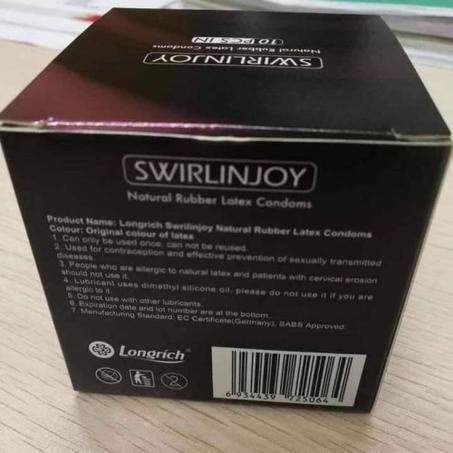 SWIRLINJOY
Natural Rubber Latex Condoms
10 PCS IN
SWIRLINJOY
Natural Rubber Latex Condoms
Product Name: Longrich Swrilinjoy Natural Rubber Latex Condoms
Colour: Original colour of latex
1. Can only be used once, can not be reused.
2. Used for contraception and effective prevention of sexually transmitted
diseases.
3. People who are allergic to natural latex and patients with cervical erosion
should not use it.
4. Lubricant uses dimethyl silicone oil, please do not use it if you are
allergic to it.
5. Do not use with other lubricants.
6. Expiration date and lot number are at the bottom.
7. Manufacturing Standard: EC Certificate(Germany), SABS Approved.
Longrich®
6 934439 725064